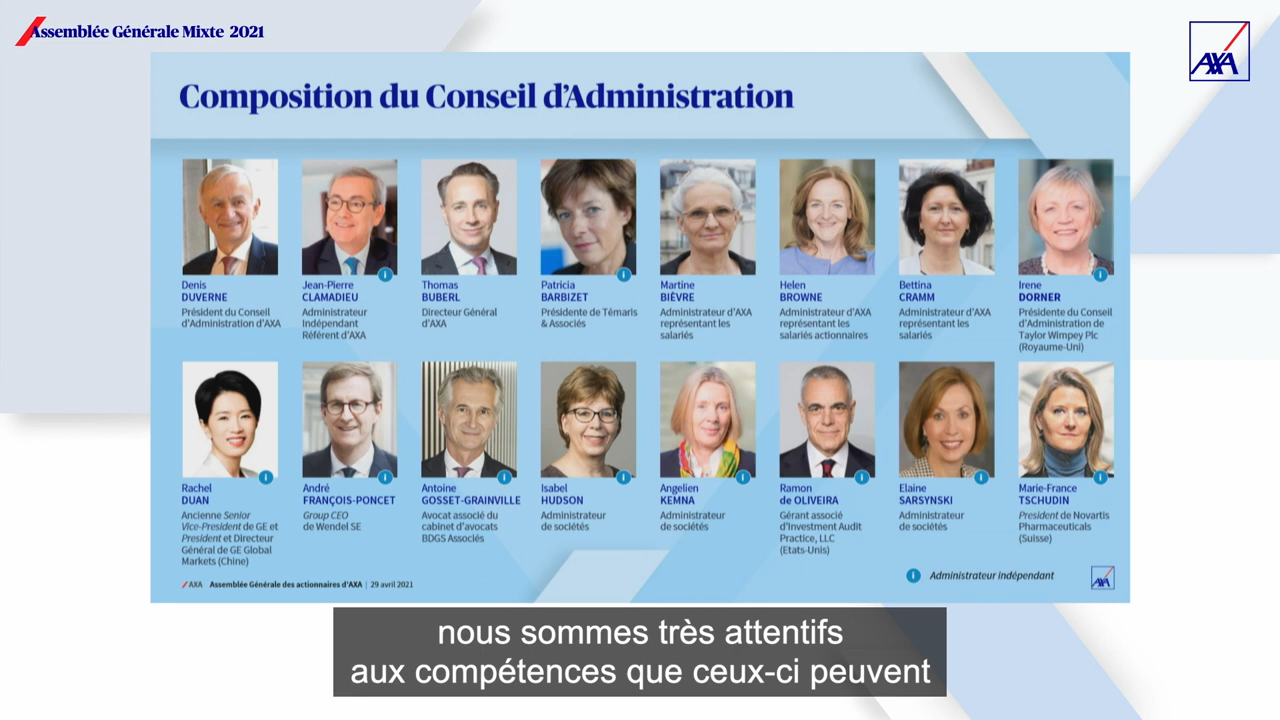 Assemblée Générale Mixte 2021
AXA
Composition du Conseil d'Administration
Denis
DUVERNE
Président du Conseil
d'Administration d'AXA
Jean-Pierre
CLAMADIEU
Administrateur
Indépendant
Référent d'AXA
Thomas
BUBERL
Directeur Général
d'AXA
Patricia
BARBIZET
Présidente de Témaris
& Associés
Martine
BIÈVRE
Administrateur d'AXA
représentant les
salariés
Helen
BROWNE
Administrateur d'AXA
représentant les
salariés actionnaires
Bettina
CRAMM
Administrateur d'AXA
représentant les
salariés
Irene
DORNER
Présidente du Conseil
d'Administration de
Taylor Wimpey Plc
(Royaume-Uni)
Rachel
DUAN
Ancienne Senior
Vice-President de GE et
President et Directeur
Général de GE Global
Markets (Chine)
André
FRANÇOIS-PONCET
Group CEO
de Wendel SE
Antoine
GOSSET-GRAINVILLE
Avocat associé du
cabinet d'avocats
BDGS Associés
Isabel
HUDSON
Administrateur
de sociétés
Angelien
KEMNA
Administrateur
de sociétés
Ramon
de OLIVEIRA
Gérant associé
d'Investment Audit
Practice, LLC
(Etats-Unis)
Elaine
SARSYNSKI
Administrateur
de sociétés
Marie-France
TSCHUDIN
President de Novartis
Pharmaceuticals
(Suisse)
AXA Assemblée Générale des actionnaires d'AXA | 29 avril 2021
i Administrateur indépendant
AXA
nous sommes très attentifs
aux compétences que ceux-ci peuvent